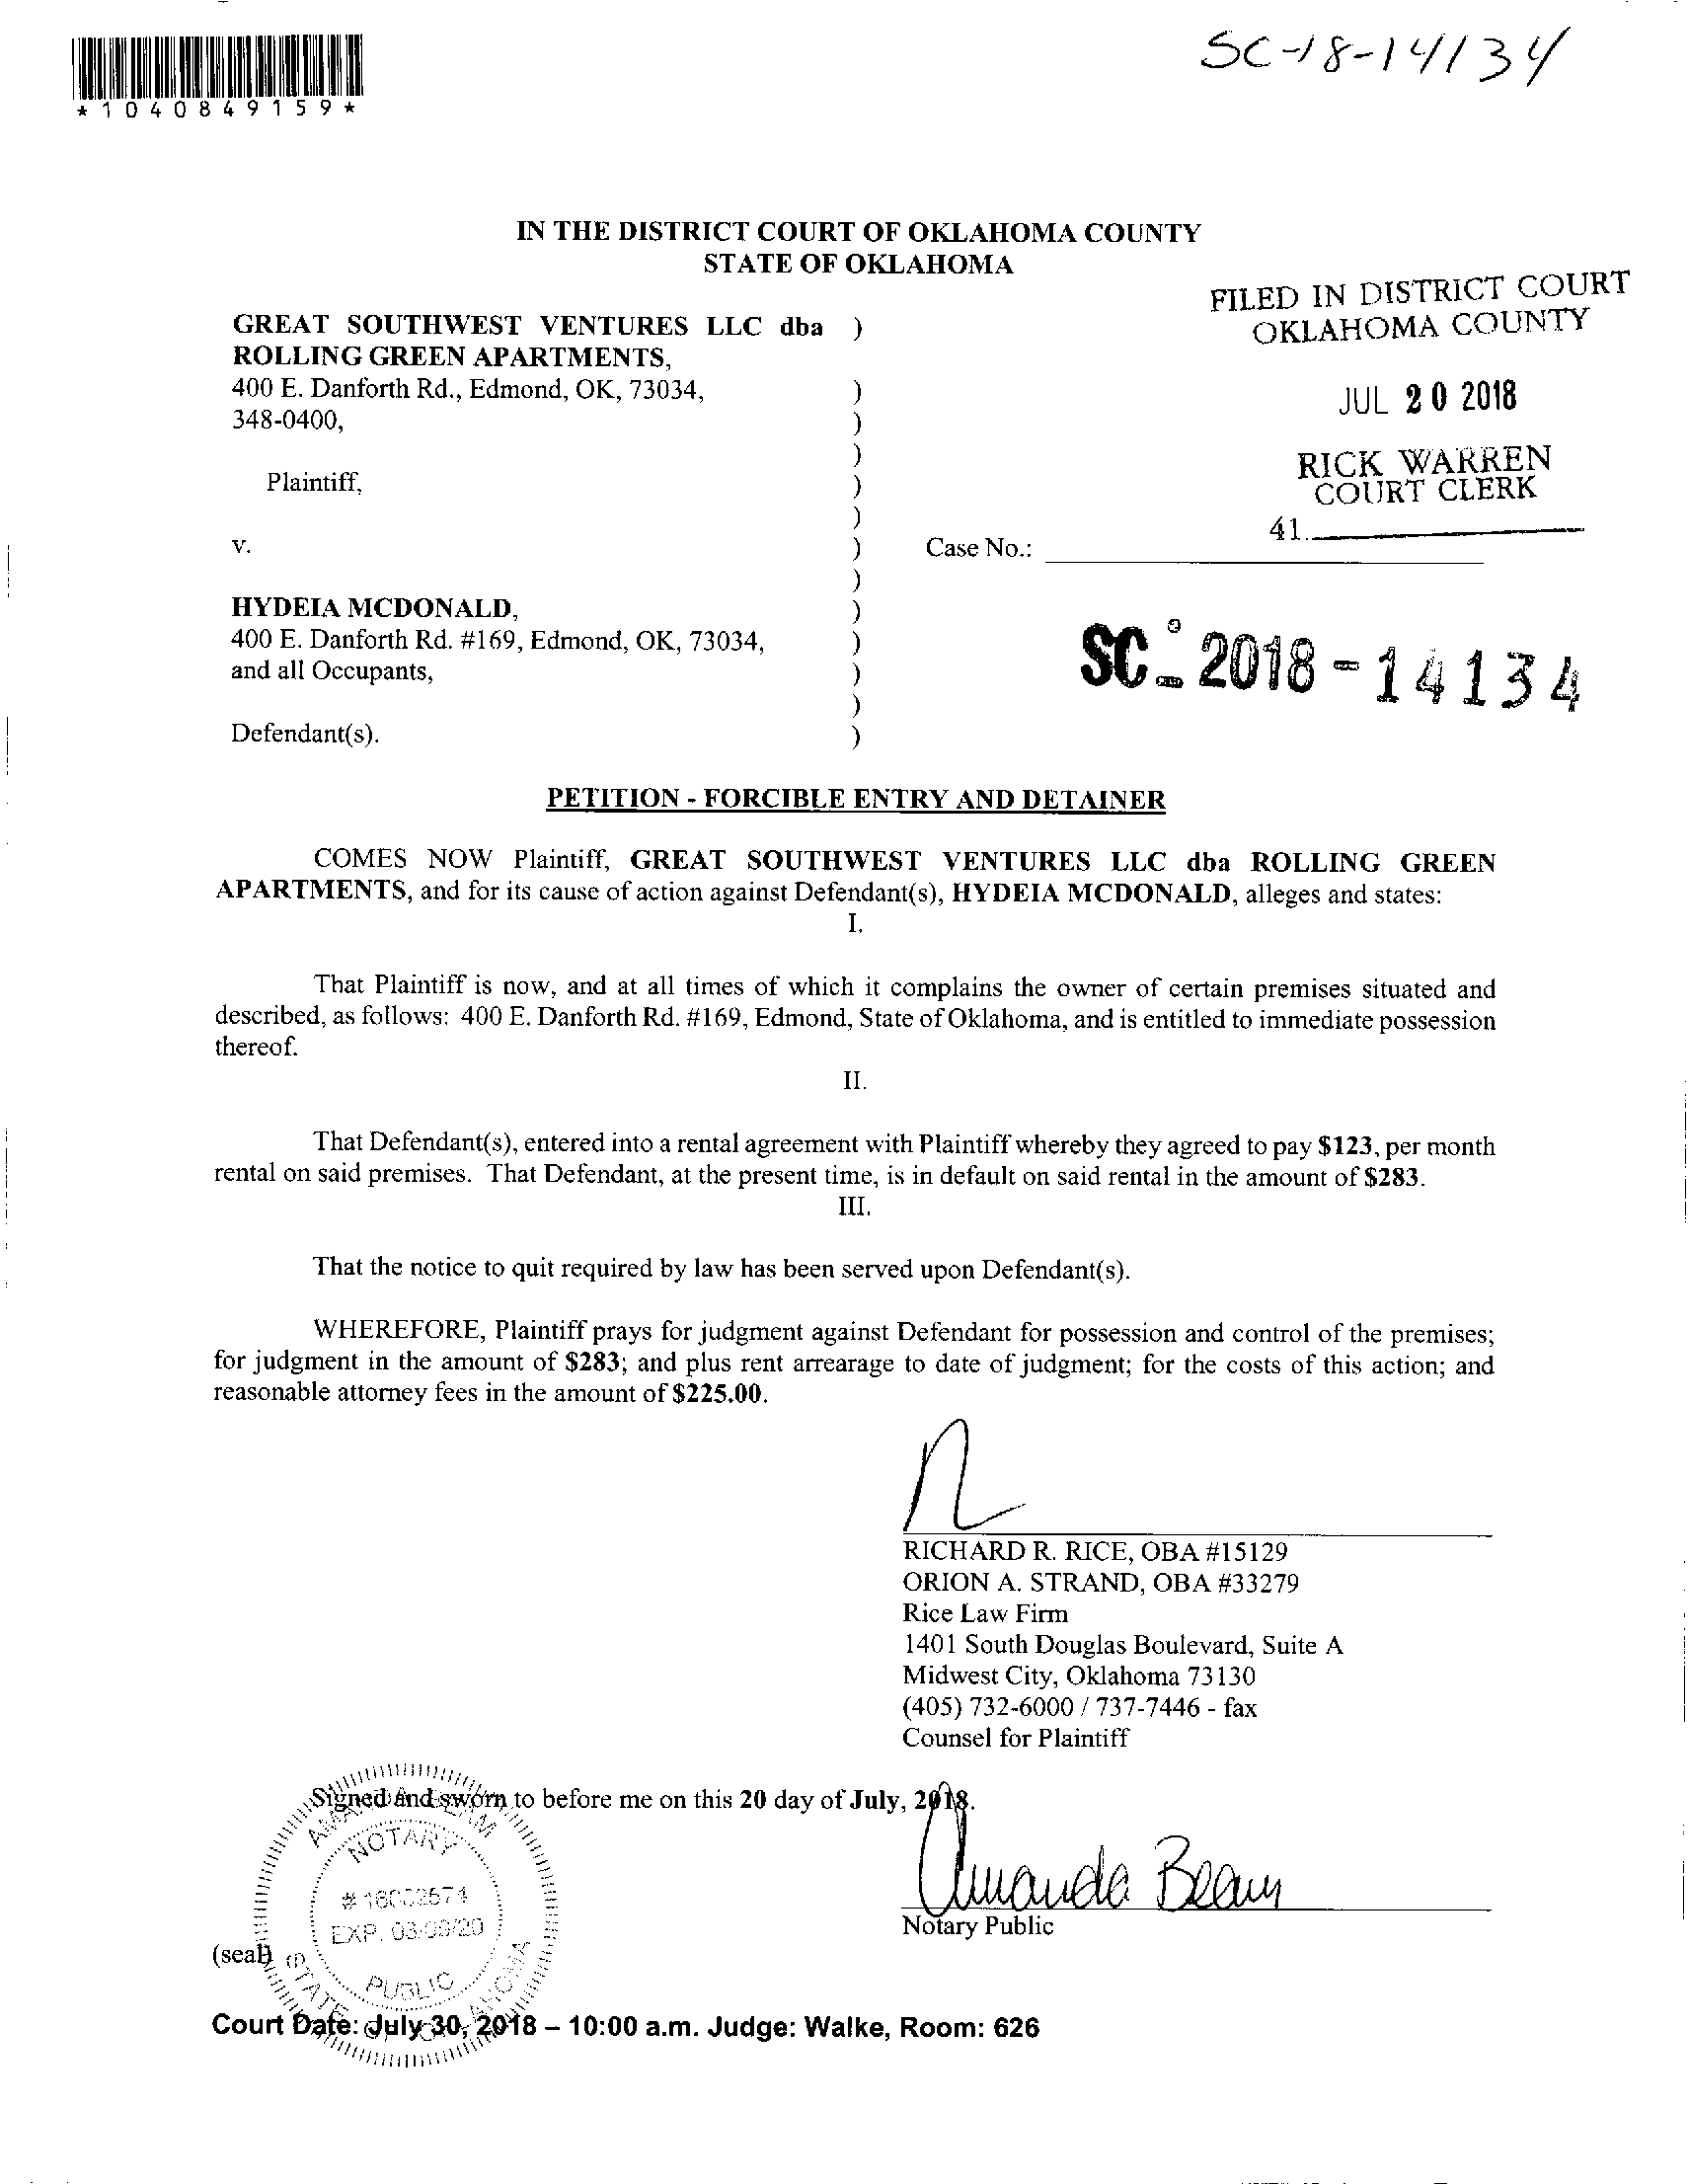 *1040849159*
SC-18-14134
IN THE DISTRICT COURT OF OKLAHOMA COUNTY
STATE OF OKLAHOMA
FILED IN DISTRICT COURT
OKLAHOMA COUNTY
JUL 20 2018
RICK WARREN
COURT CLERK
41.
GREAT SOUTHWEST VENTURES LLC dba )
ROLLING GREEN APARTMENTS,
400 E. Danforth Rd., Edmond, OK, 73034, )
348-0400, )
)
Plaintiff, )
)
v. ) Case No.:
)
HYDEIA MCDONALD, )
400 E. Danforth Rd. #169, Edmond, OK, 73034, )
and all Occupants, )
)
Defendant(s). )
SC - 2018 - 14134
PETITION - FORCIBLE ENTRY AND DETAINER
COMES NOW Plaintiff, GREAT SOUTHWEST VENTURES LLC dba ROLLING GREEN
APARTMENTS, and for its cause of action against Defendant(s), HYDEIA MCDONALD, alleges and states:
I.
That Plaintiff is now, and at all times of which it complains the owner of certain premises situated and
described, as follows: 400 E. Danforth Rd. #169, Edmond, State of Oklahoma, and is entitled to immediate possession
thereof.
II.
That Defendant(s), entered into a rental agreement with Plaintiff whereby they agreed to pay $123, per month
rental on said premises. That Defendant, at the present time, is in default on said rental in the amount of $283.
III.
That the notice to quit required by law has been served upon Defendant(s).
WHEREFORE, Plaintiff prays for judgment against Defendant for possession and control of the premises;
for judgment in the amount of $283; and plus rent arrearage to date of judgment; for the costs of this action; and
reasonable attorney fees in the amount of $225.00.
RICHARD R. RICE, OBA #15129
ORION A. STRAND, OBA #33279
Rice Law Firm
1401 South Douglas Boulevard, Suite A
Midwest City, Oklahoma 73130
(405) 732-6000 / 737-7446 - fax
Counsel for Plaintiff
Signed and sworn to before me on this 20 day of July, 2018.
Amanda Beam
Notary Public
NOTARY
EXP.
PUBLIC
STATE
(seal)
Court Date: July 30, 2018 – 10:00 a.m. Judge: Walke, Room: 626